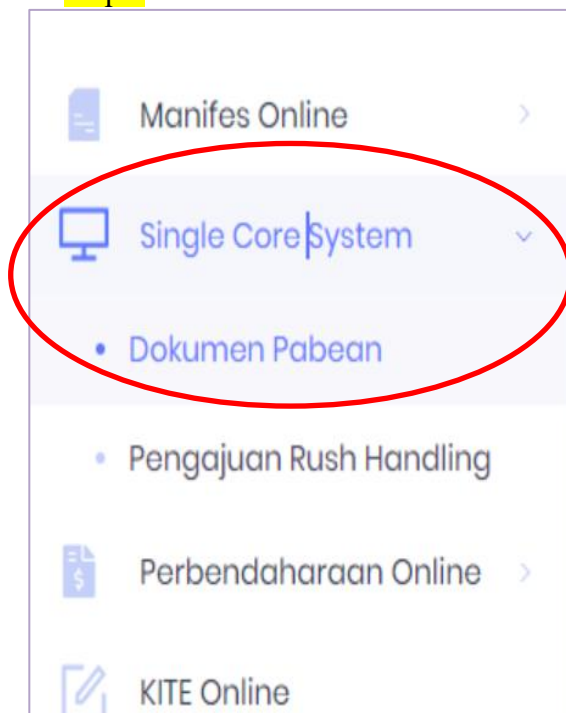 Manifes Online
Single Core System
Dokumen Pabean
Pengajuan Rush Handling
Perbendaharaan Online
KITE Online